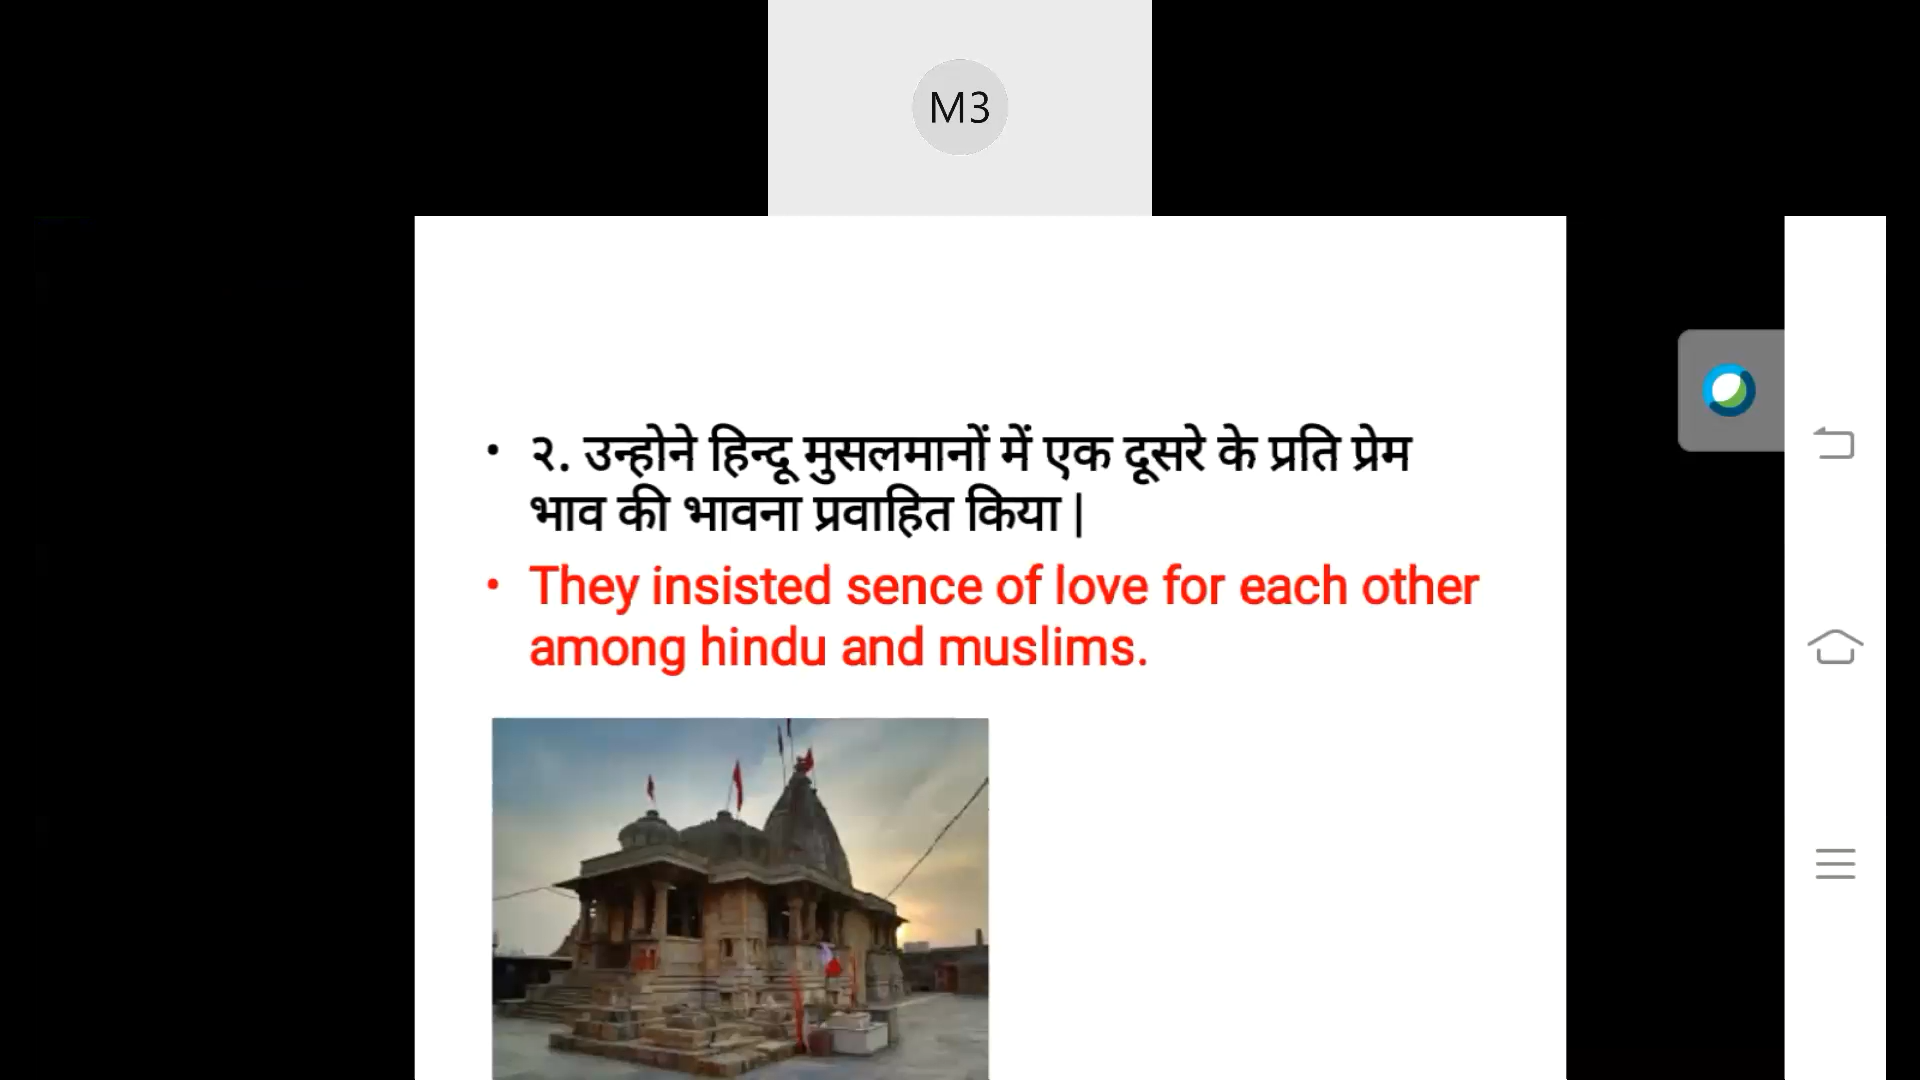 M3
• २. उन्होने हिन्दू मुसलमानों में एक दूसरे के प्रति प्रेम
भाव की भावना प्रवाहित किया |
• They insisted sence of love for each other
among hindu and muslims.